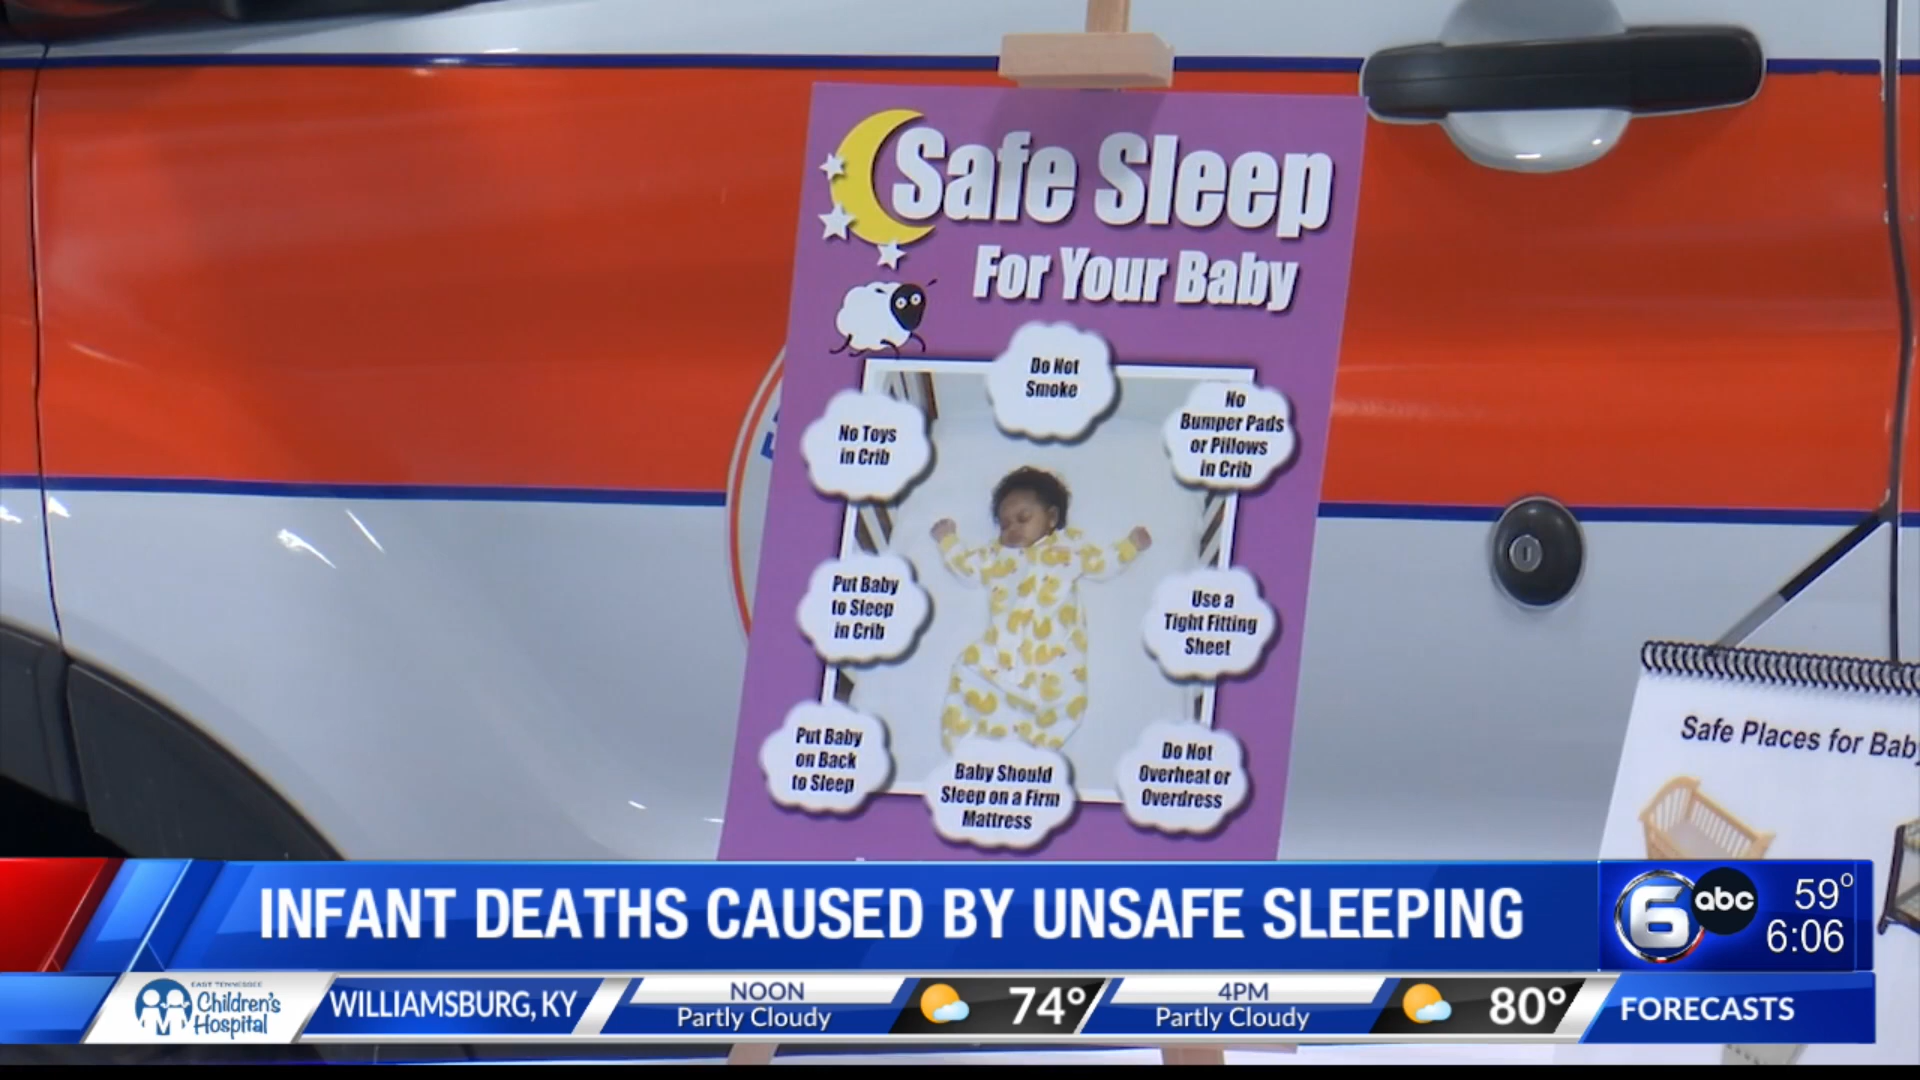 Safe Sleep
For Your Baby
Do Not
Smoke
No Toys
in Crib
No
Bumper Pads
or Pillows
in Crib
Put Baby
to Sleep
in Crib
Use a
Tight Fitting
Sheet
Put Baby
on Back
to Sleep
Baby Should
Sleep on a Firm
Mattress
Do Not
Overheat or
Overdress
Safe Places for Baby
INFANT DEATHS CAUSED BY UNSAFE SLEEPING
6 abc
59°
6:06
EAST TENNESSEE
Children's
Hospital
WILLIAMSBURG, KY
NOON
Partly Cloudy
74°
4PM
Partly Cloudy
80°
FORECASTS